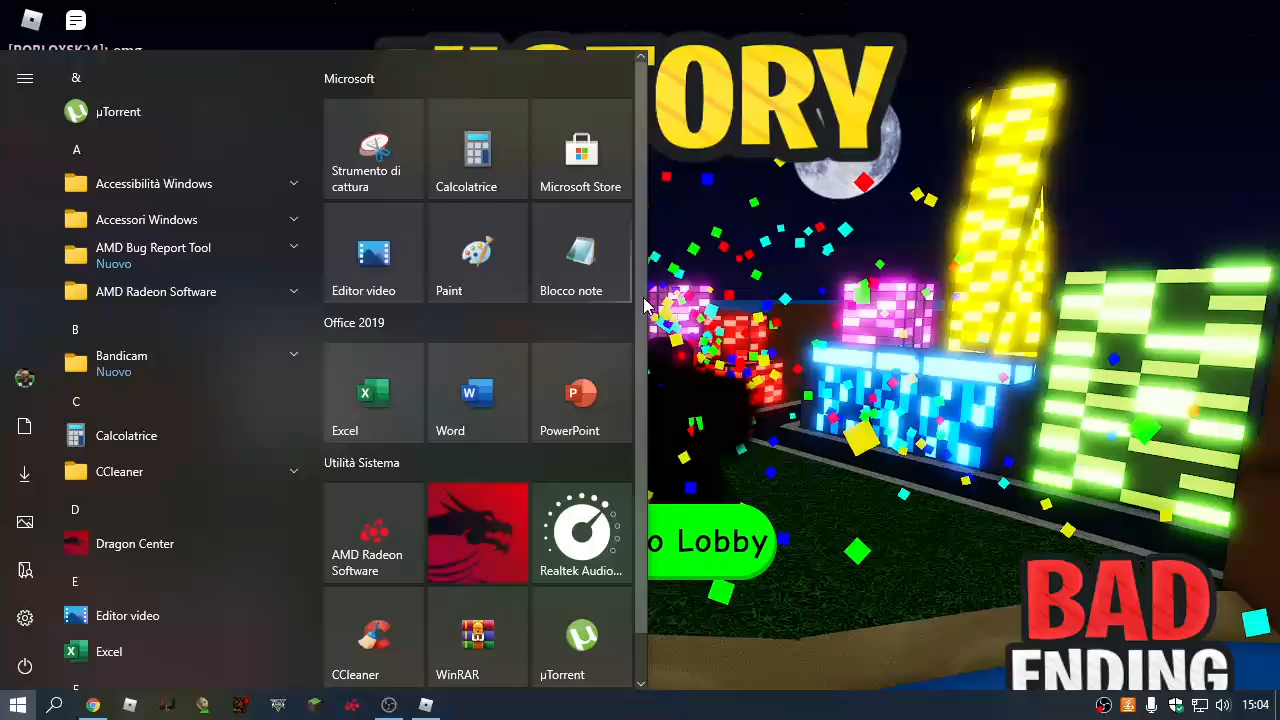 &
µTorrent
A
Accessibilità Windows
Accessori Windows
AMD Bug Report Tool
Nuovo
AMD Radeon Software
B
Bandicam
Nuovo
C
Calcolatrice
CCleaner
D
Dragon Center
E
Editor video
Excel
Microsoft
Strumento di
cattura
Calcolatrice
Microsoft Store
Editor video
Paint
Blocco note
Office 2019
Excel
Word
PowerPoint
Utilità Sistema
AMD Radeon
Software
Realtek Audio...
CCleaner
WinRAR
µTorrent
TORY
o Lobby
BAD
ENDING
15:04